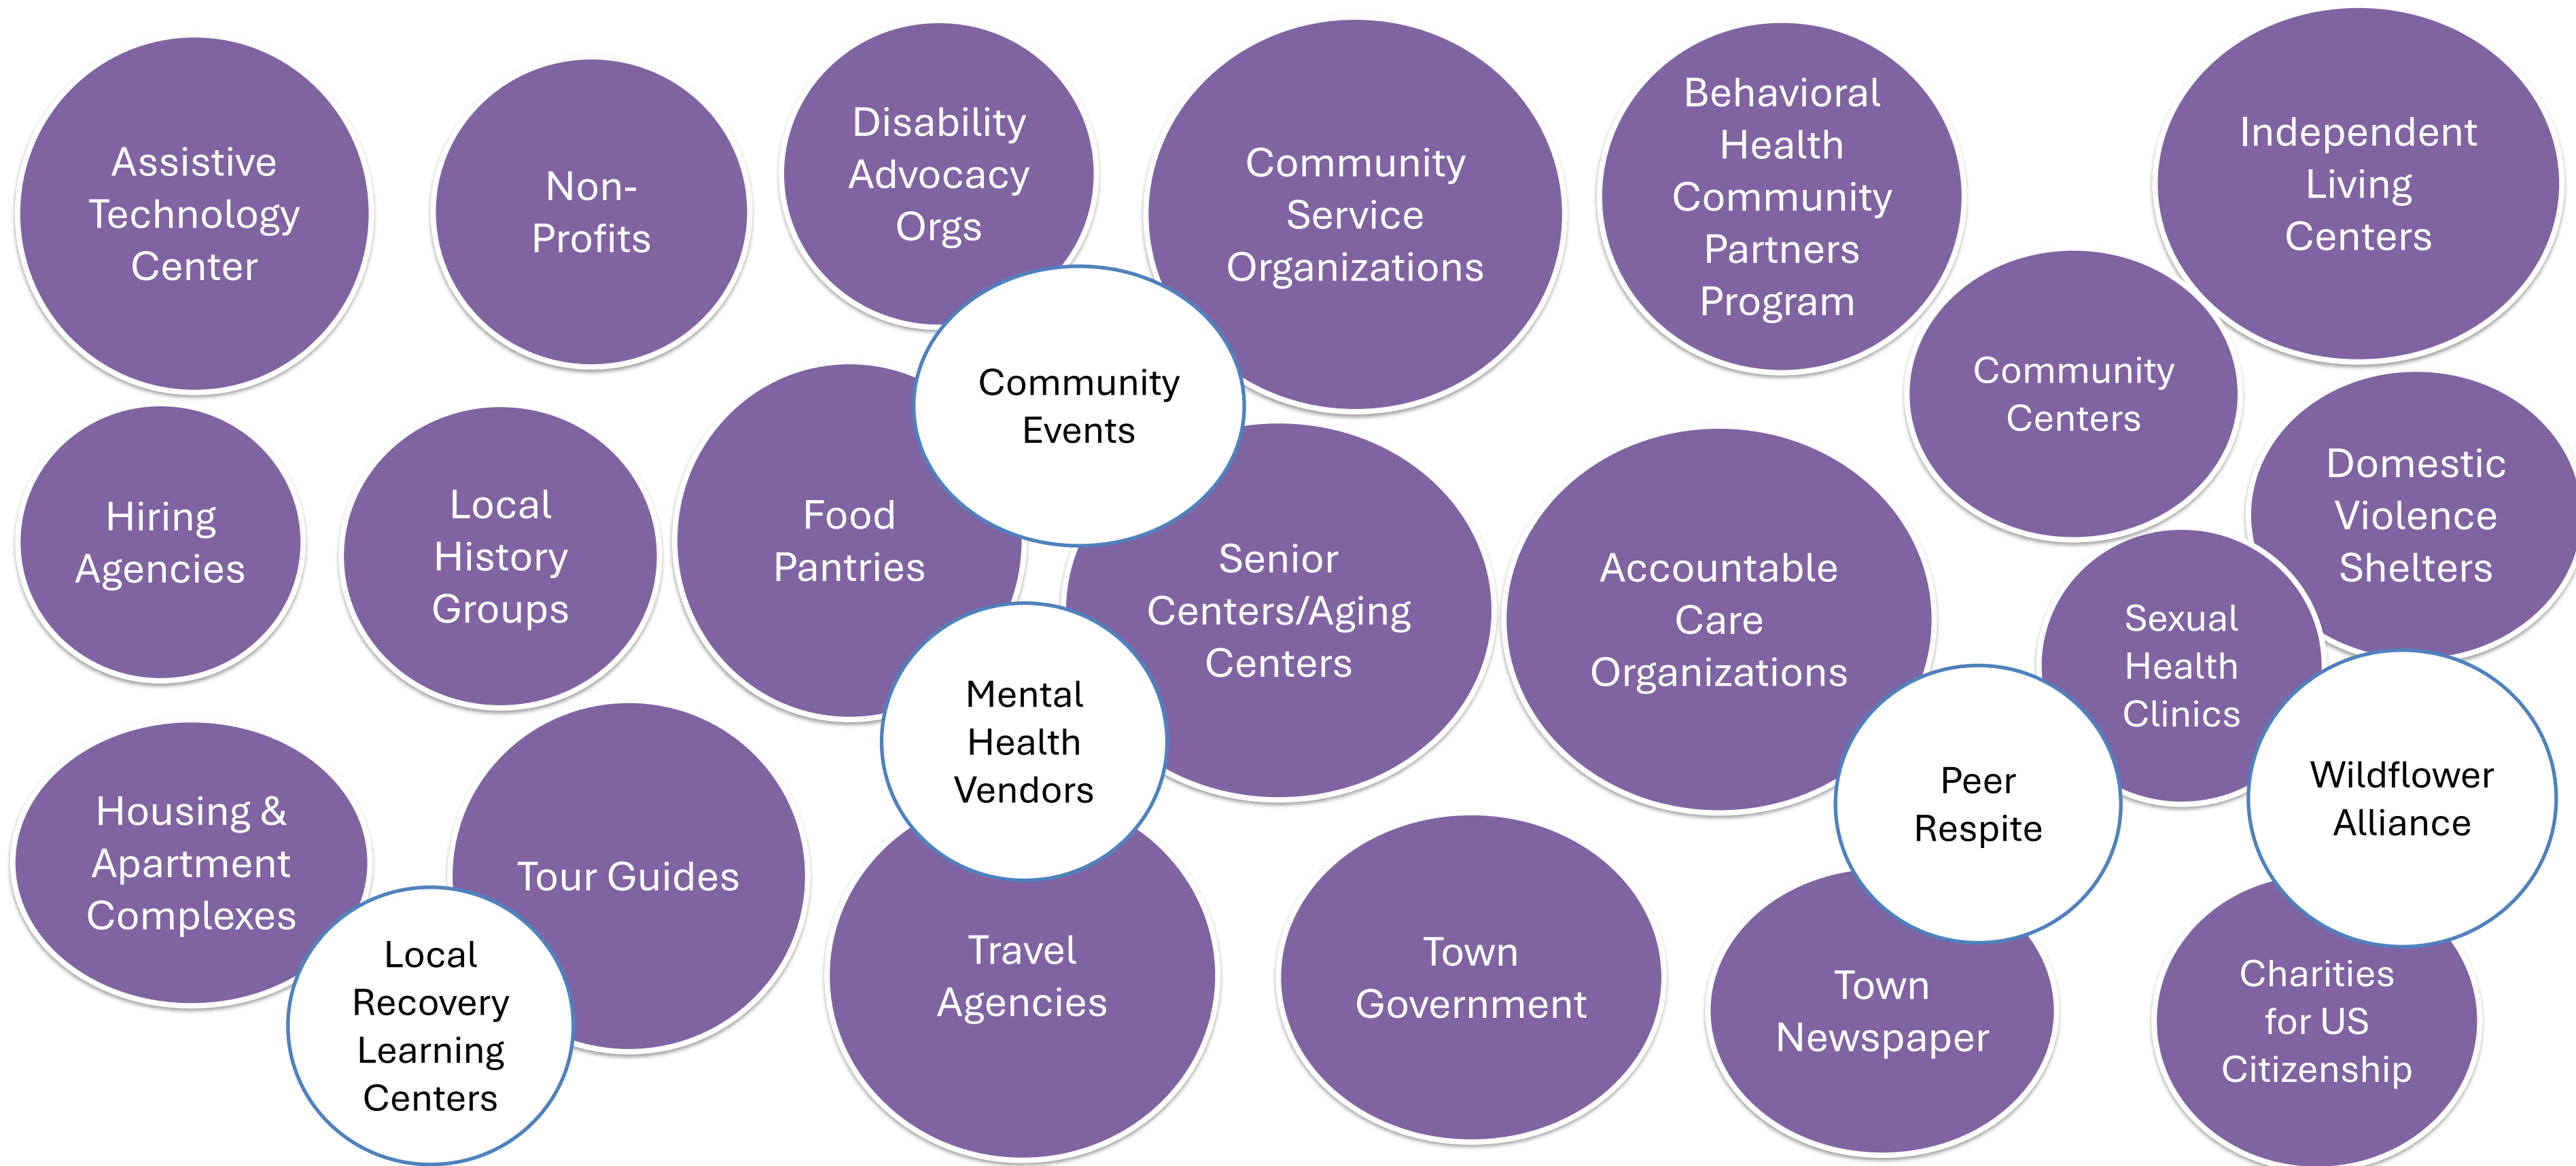 Assistive
Technology
Center
Non-
Profits
Disability
Advocacy
Orgs
Community
Service
Organizations
Behavioral
Health
Community
Partners
Program
Independent
Living
Centers
Community
Events
Community
Centers
Hiring
Agencies
Local
History
Groups
Food
Pantries
Senior
Centers/Aging
Centers
Accountable
Care
Organizations
Domestic
Violence
Shelters
Sexual
Health
Clinics
Mental
Health
Vendors
Peer
Respite
Wildflower
Alliance
Housing &
Apartment
Complexes
Tour Guides
Local
Recovery
Learning
Centers
Travel
Agencies
Town
Government
Town
Newspaper
Charities
for US
Citizenship